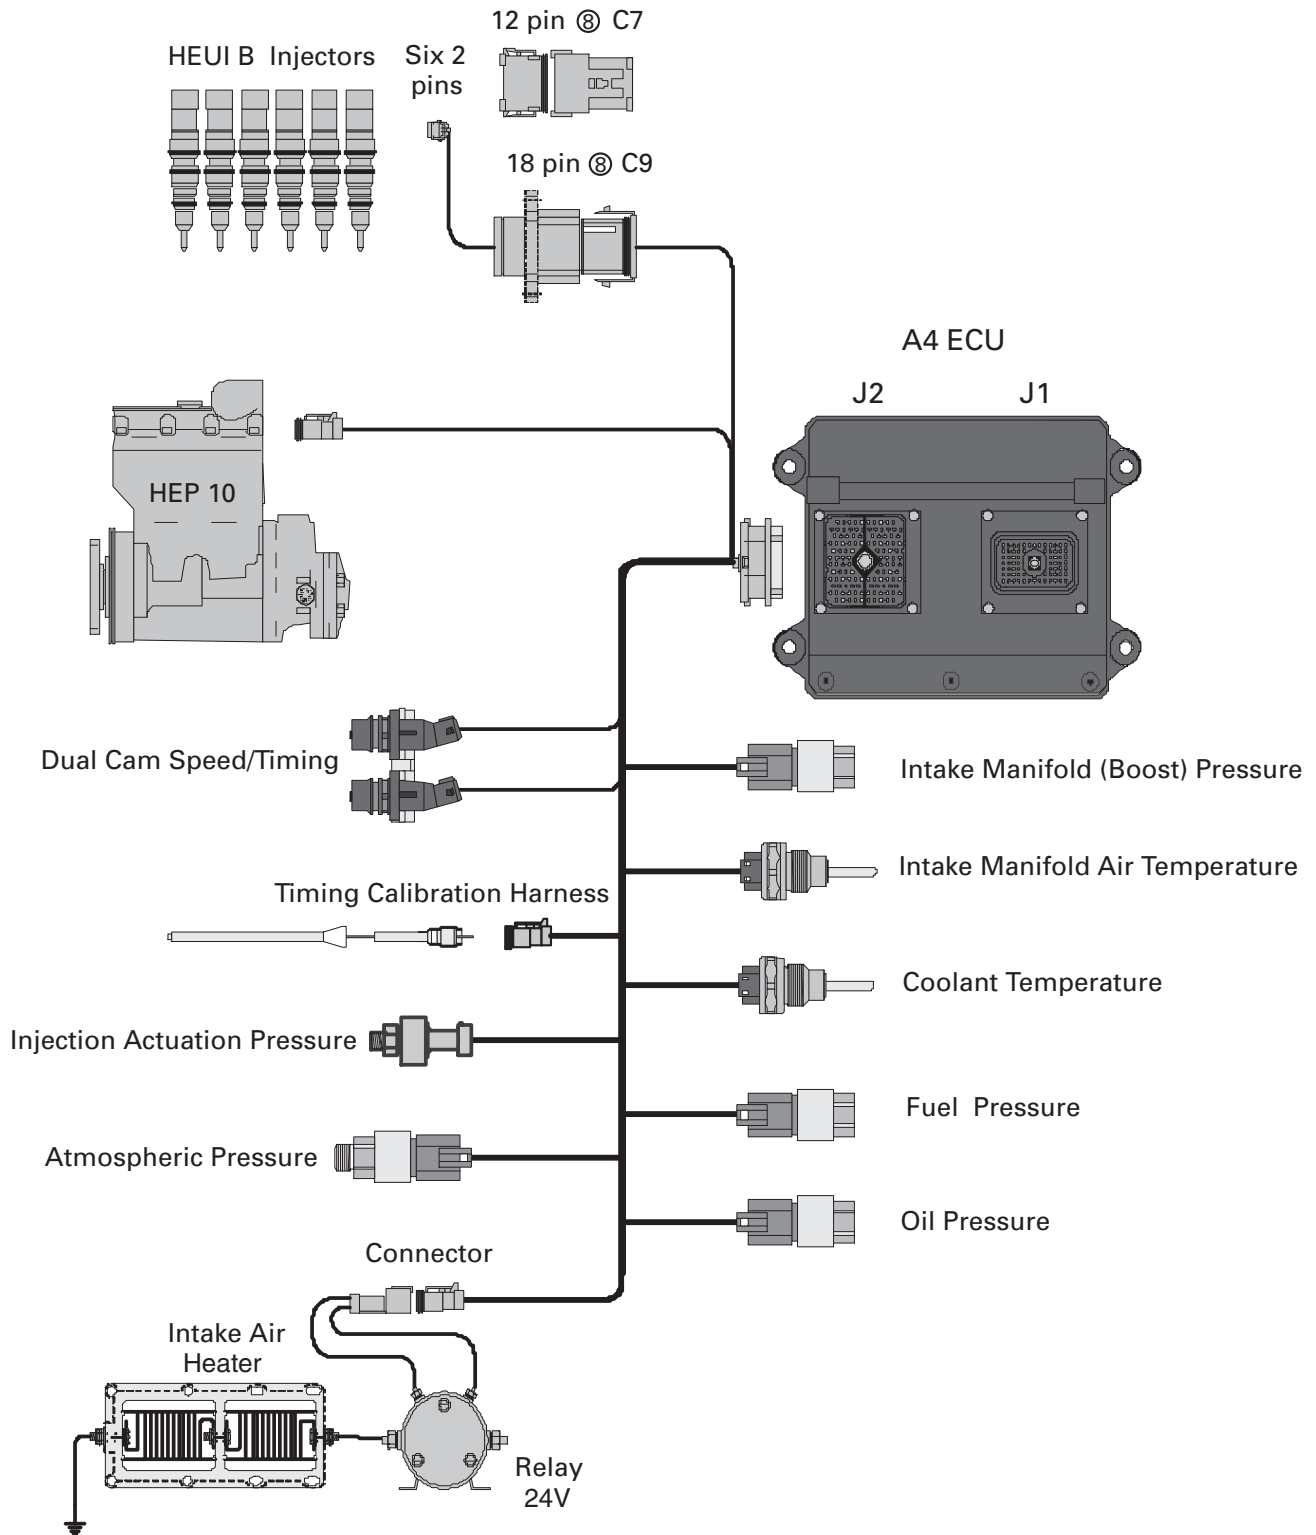 12 pin ⑧ C7
HEUI B Injectors
Six 2
pins
18 pin ⑧ C9
A4 ECU
J2
J1
HEP 10
Dual Cam Speed/Timing
Intake Manifold (Boost) Pressure
Intake Manifold Air Temperature
Timing Calibration Harness
Coolant Temperature
Injection Actuation Pressure
Fuel Pressure
Atmospheric Pressure
Oil Pressure
Connector
Intake Air
Heater
Relay
24V